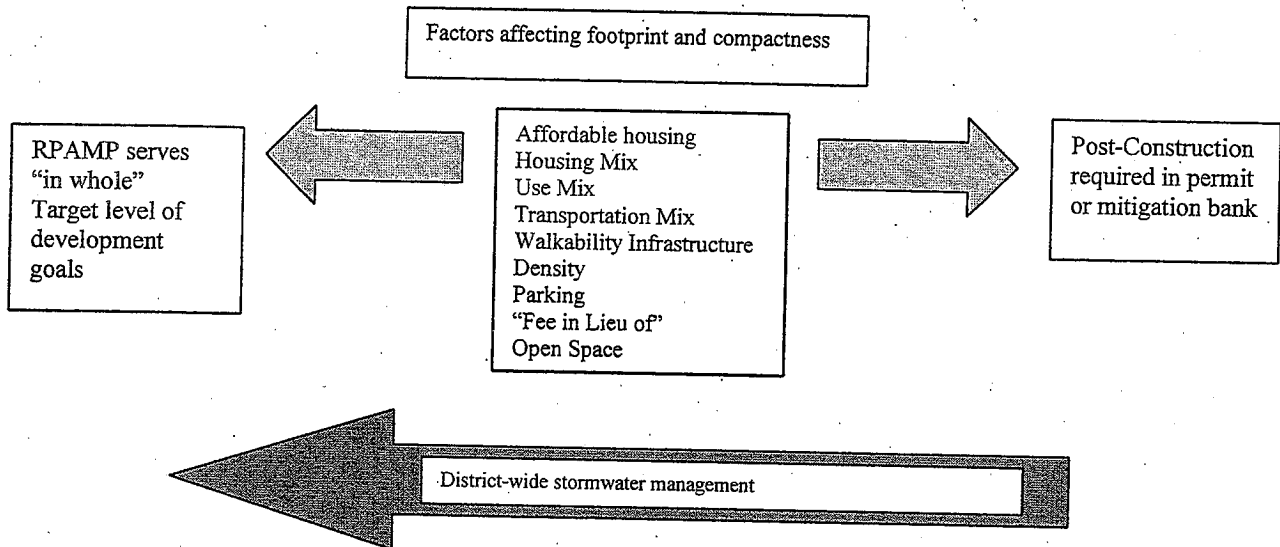 Factors affecting footprint and compactness
RPAMP serves
“in whole”
Target level of
development
goals
Affordable housing
Housing Mix
Use Mix
Transportation Mix
Walkability Infrastructure
Density
Parking
“Fee in Lieu of”
Open Space
Post-Construction
required in permit
or mitigation bank
District-wide stormwater management